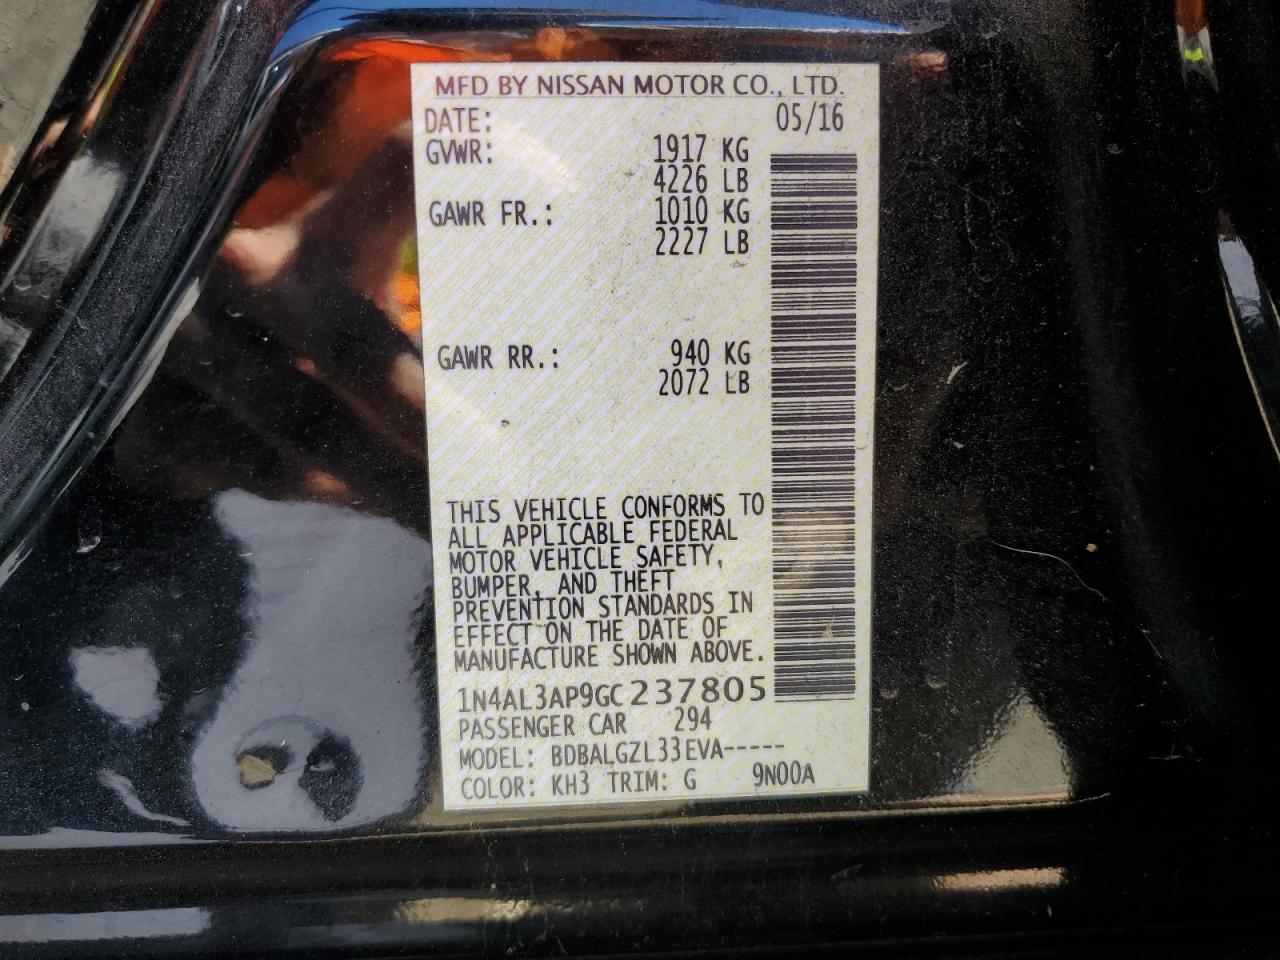 MFD BY NISSAN MOTOR CO., LTD.
DATE: 05/16
GVWR: 1917 KG
4226 LB
GAWR FR.: 1010 KG
2227 LB
GAWR RR.: 940 KG
2072 LB
THIS VEHICLE CONFORMS TO
ALL APPLICABLE FEDERAL
MOTOR VEHICLE SAFETY,
BUMPER, AND THEFT
PREVENTION STANDARDS IN
EFFECT ON THE DATE OF
MANUFACTURE SHOWN ABOVE.
1N4AL3AP9GC237805
PASSENGER CAR 294
MODEL: BDBALGZL33EVA-----
COLOR: KH3 TRIM: G 9N00A